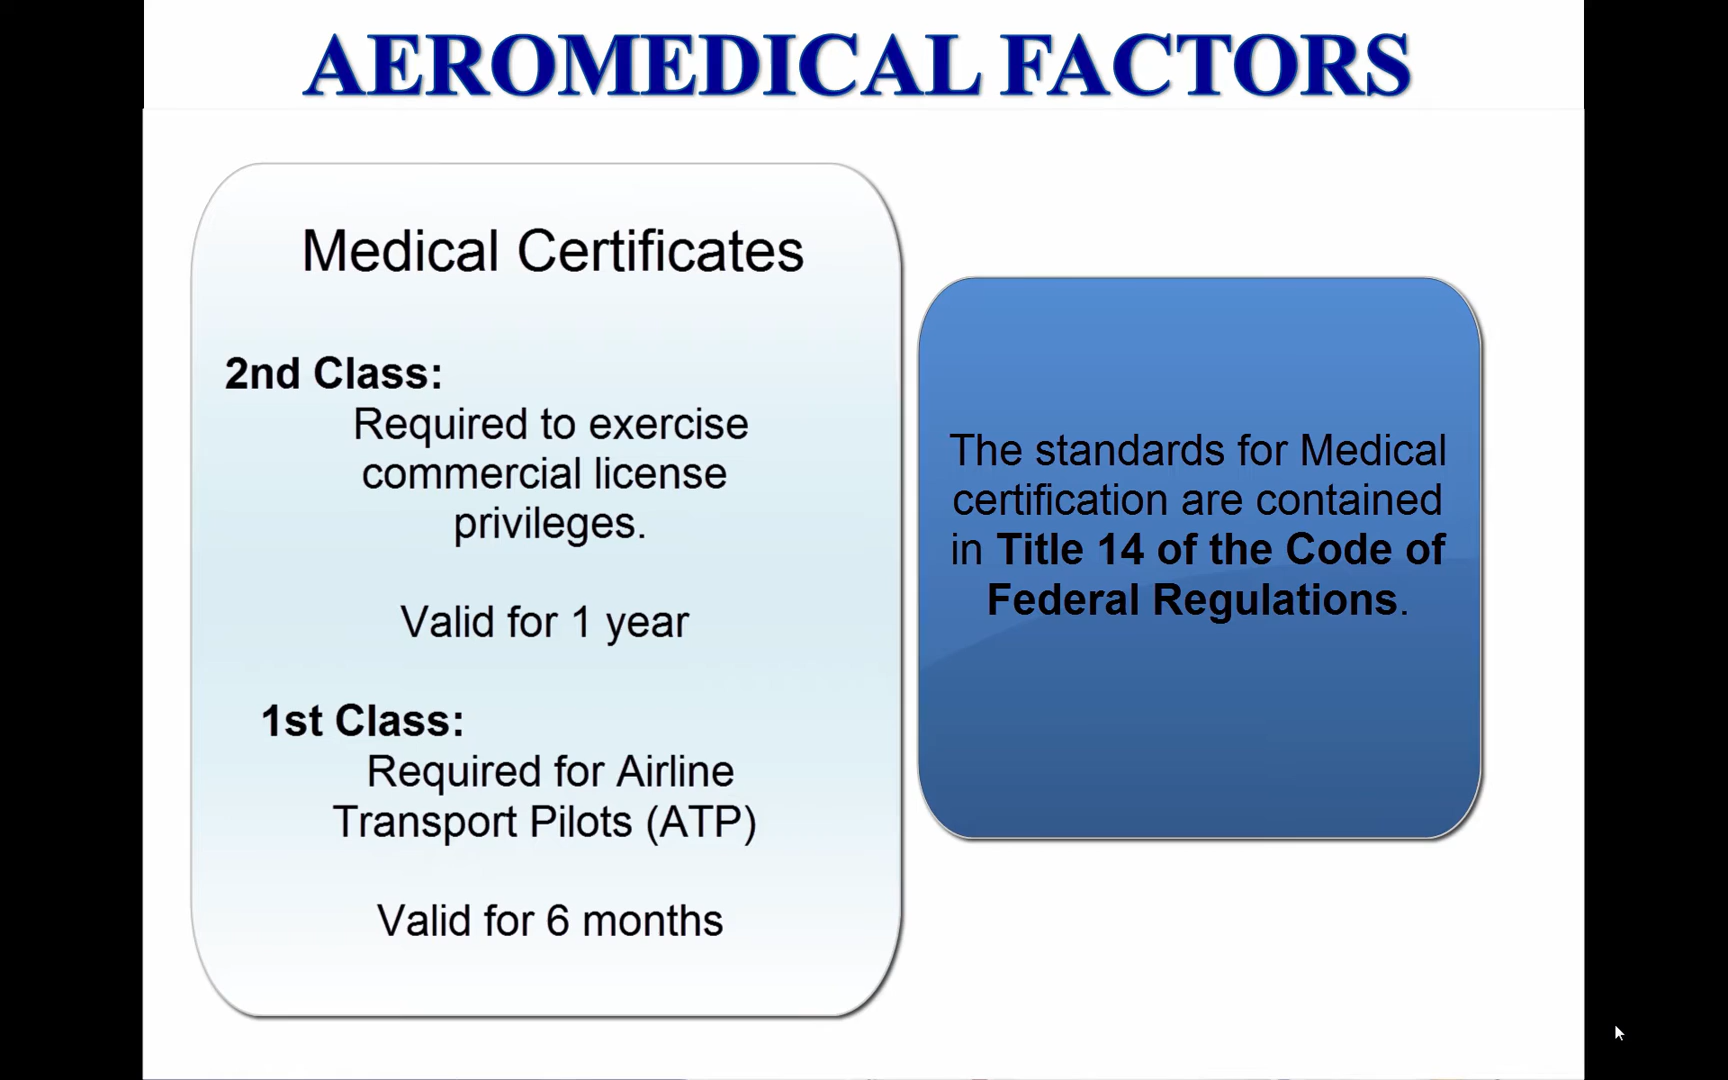 AEROMEDICAL FACTORS
Medical Certificates
2nd Class:
Required to exercise
commercial license
privileges.
Valid for 1 year
1st Class:
Required for Airline
Transport Pilots (ATP)
Valid for 6 months
The standards for Medical
certification are contained
in Title 14 of the Code of
Federal Regulations.